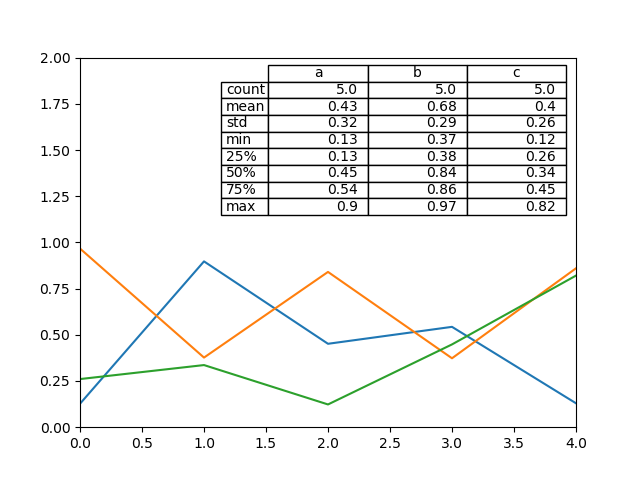 2.00
1.75
1.50
1.25
1.00
0.75
0.50
0.25
0.00
a b c
count 5.0 5.0 5.0
mean 0.43 0.68 0.4
std 0.32 0.29 0.26
min 0.13 0.37 0.12
25% 0.13 0.38 0.26
50% 0.45 0.84 0.34
75% 0.54 0.86 0.45
max 0.9 0.97 0.82
0.0 0.5 1.0 1.5 2.0 2.5 3.0 3.5 4.0